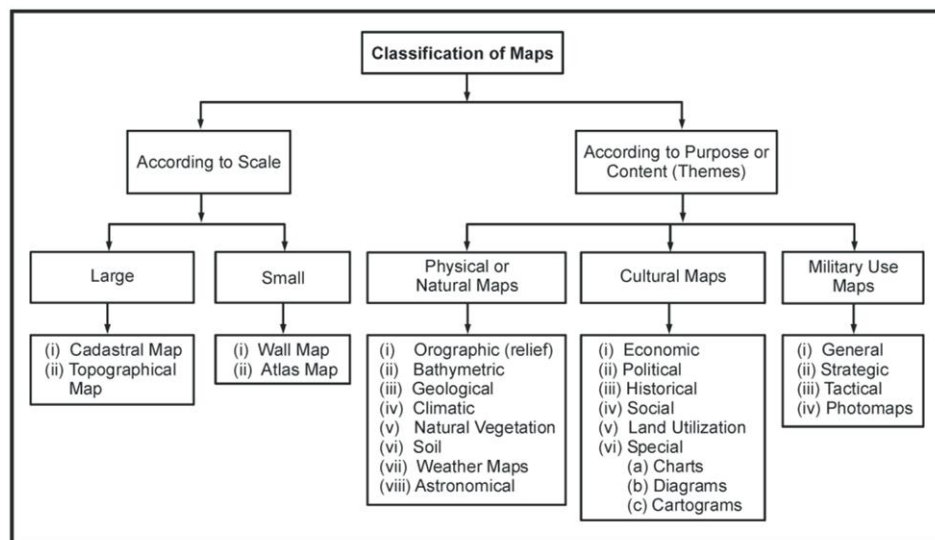 Classification of Maps
According to Scale
According to Purpose or
Content (Themes)
Large
Small
Physical or
Natural Maps
Cultural Maps
Military Use
Maps
(i) Cadastral Map
(ii) Topographical
Map
(i) Wall Map
(ii) Atlas Map
(i) Orographic (relief)
(ii) Bathymetric
(iii) Geological
(iv) Climatic
(v) Natural Vegetation
(vi) Soil
(vii) Weather Maps
(viii) Astronomical
(i) Economic
(ii) Political
(iii) Historical
(iv) Social
(v) Land Utilization
(vi) Special
(a) Charts
(b) Diagrams
(c) Cartograms
(i) General
(ii) Strategic
(iii) Tactical
(iv) Photomaps